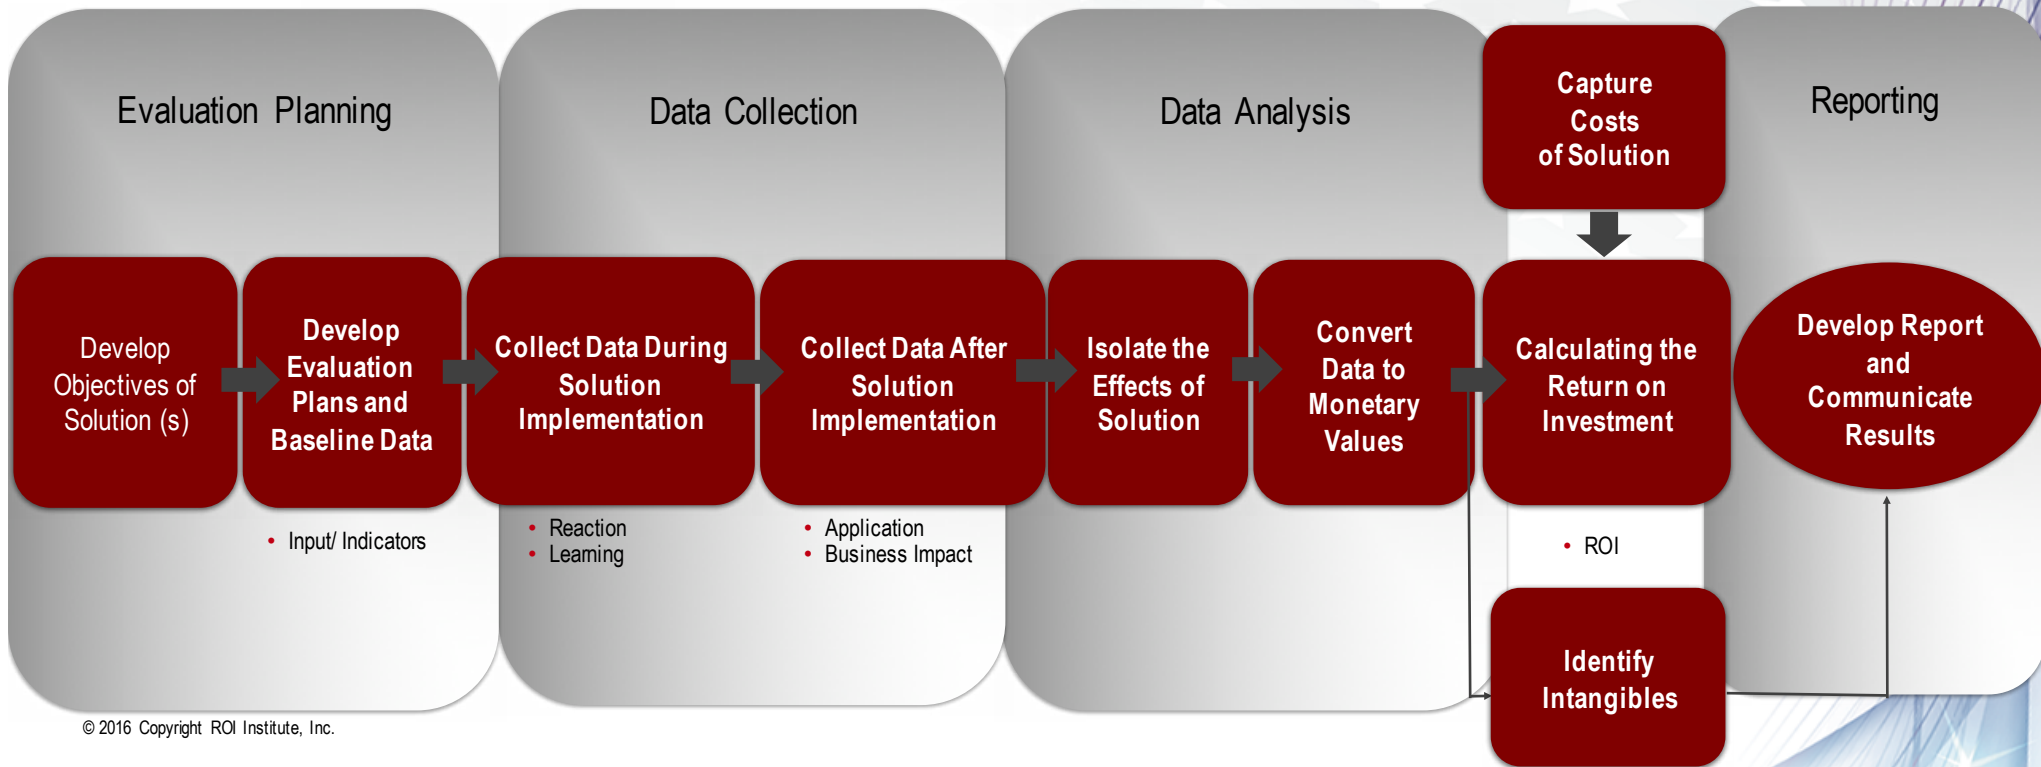 Evaluation Planning
Data Collection
Data Analysis
Capture
Costs
of Solution
Reporting
Develop
Objectives of
Solution (s)
Develop
Evaluation
Plans and
Baseline Data
Collect Data During
Solution
Implementation
Collect Data After
Solution
Implementation
Isolate the
Effects of
Solution
Convert
Data to
Monetary
Values
Calculating the
Return on
Investment
Develop Report
and
Communicate
Results
• Input/ Indicators
• Reaction
• Learning
• Application
• Business Impact
• ROI
Identify
Intangibles
© 2016 Copyright ROI Institute, Inc.